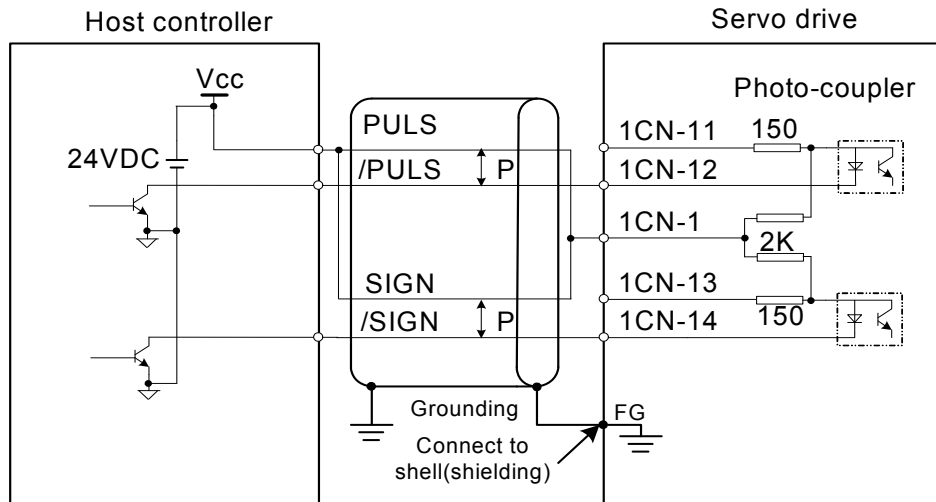 Host controller
Servo drive
Vcc
Photo-coupler
PULS
1CN-11
150
24VDC
/PULS
P
1CN-12
1CN-1
2K
SIGN
1CN-13
/SIGN
P
1CN-14
150
Grounding
FG
Connect to
shell(shielding)